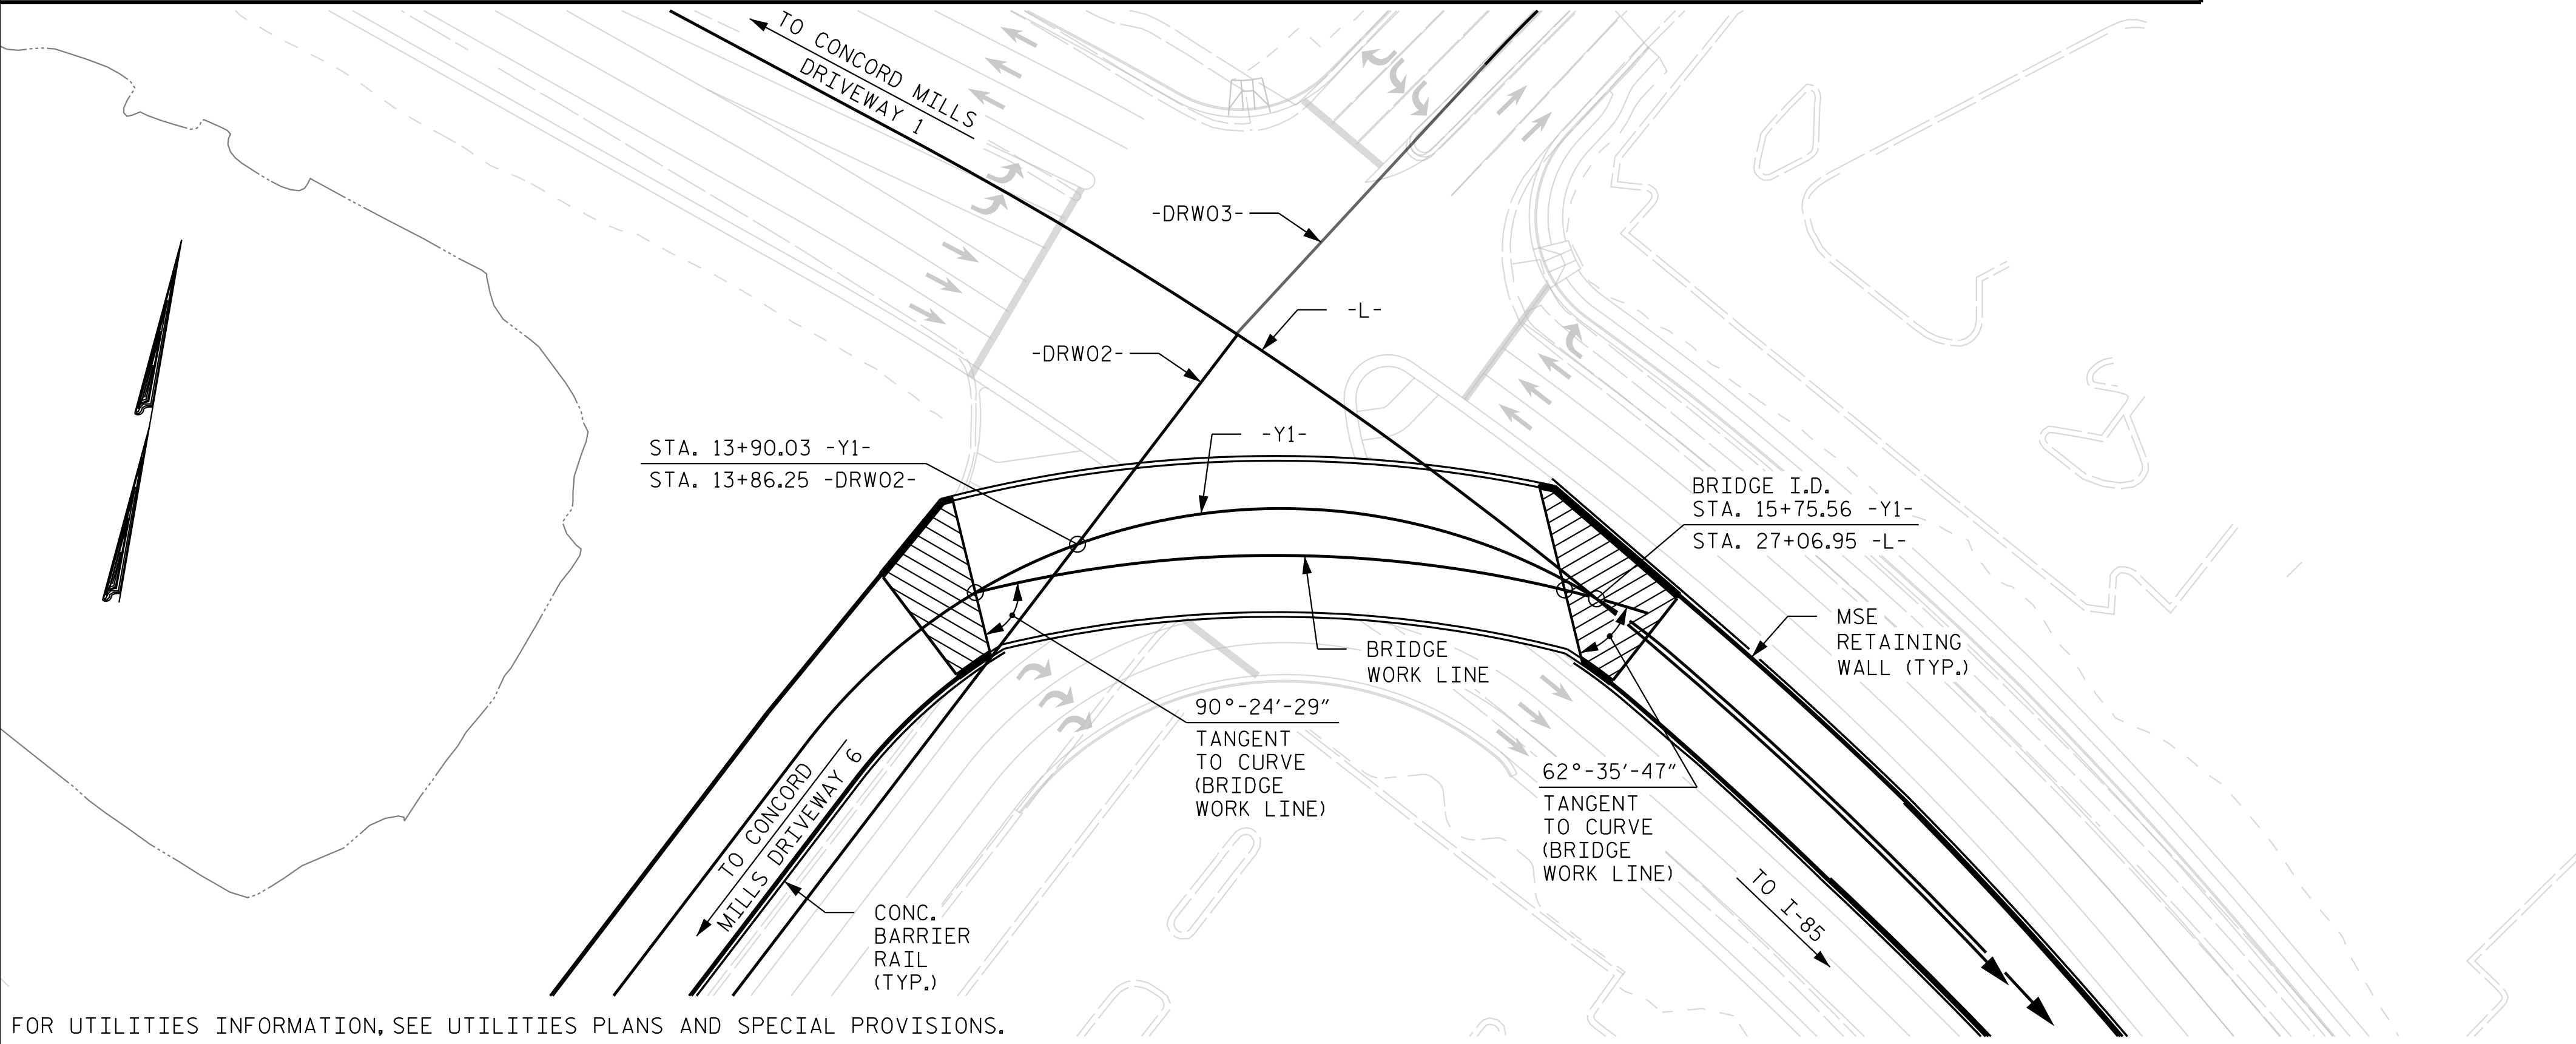 TO CONCORD MILLS
DRIVEWAY 1
-DRW03-
-L-
-DRW02-
-Y1-
STA. 13+90.03 -Y1-
STA. 13+86.25 -DRW02-
BRIDGE I.D.
STA. 15+75.56 -Y1-
STA. 27+06.95 -L-
MSE
RETAINING
WALL (TYP.)
BRIDGE
WORK LINE
90°-24'-29"
TANGENT
TO CURVE
(BRIDGE
WORK LINE)
62°-35'-47"
TANGENT
TO CURVE
(BRIDGE
WORK LINE)
TO CONCORD
MILLS DRIVEWAY 6
TO I-85
CONC.
BARRIER
RAIL
(TYP.)
FOR UTILITIES INFORMATION, SEE UTILITIES PLANS AND SPECIAL PROVISIONS.